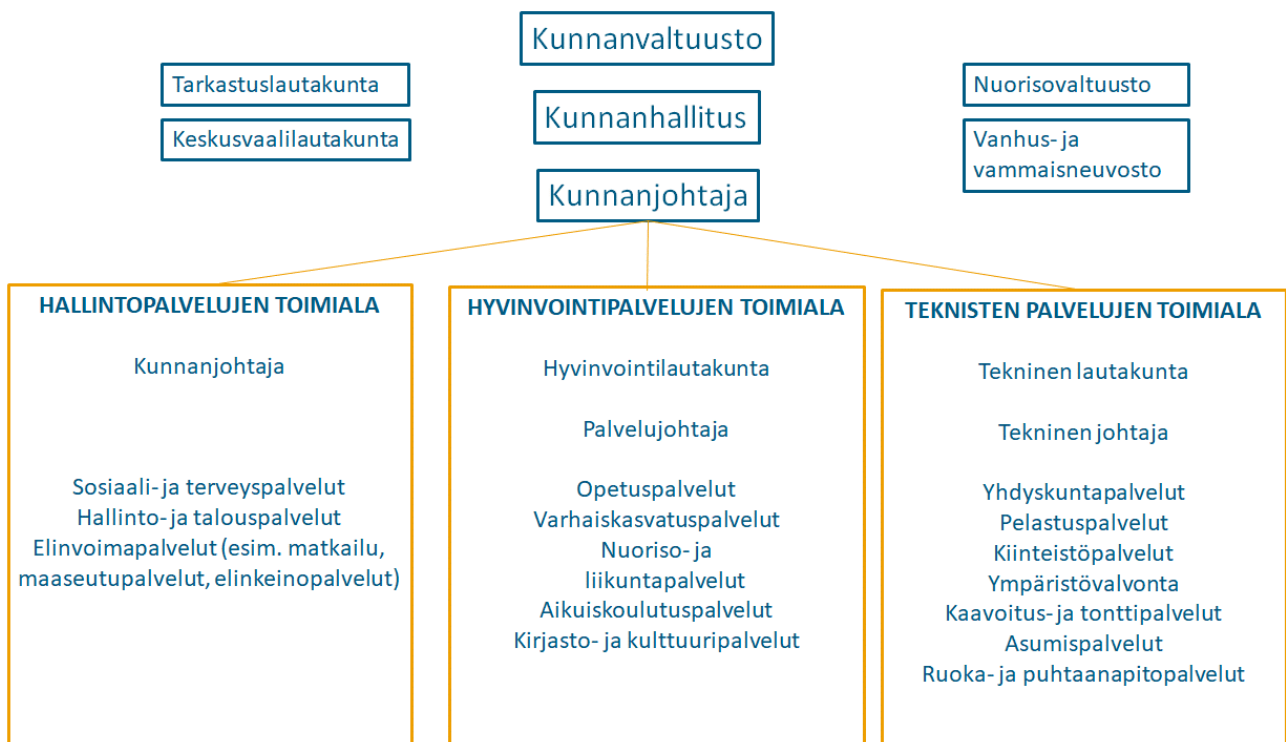 Kunnanvaltuusto
Tarkastuslautakunta
Keskusvaalilautakunta
Kunnanhallitus
Nuorisovaltuusto
Vanhus- ja
vammaisneuvosto
Kunnanjohtaja
HALLINTOPALVELUJEN TOIMIALA
Kunnanjohtaja
Sosiaali- ja terveyspalvelut
Hallinto- ja talouspalvelut
Elinvoimapalvelut (esim. matkailu,
maaseutupalvelut, elinkeinopalvelut)
HYVINVOINTIPALVELUJEN TOIMIALA
Hyvinvointilautakunta
Palvelujohtaja
Opetuspalvelut
Varhaiskasvatuspalvelut
Nuoriso- ja
liikuntapalvelut
Aikuiskoulutuspalvelut
Kirjasto- ja kulttuuripalvelut
TEKNISTEN PALVELUJEN TOIMIALA
Tekninen lautakunta
Tekninen johtaja
Yhdyskuntapalvelut
Pelastuspalvelut
Kiinteistöpalvelut
Ympäristövalvonta
Kaavoitus- ja tonttipalvelut
Asumispalvelut
Ruoka- ja puhtaanapitopalvelut